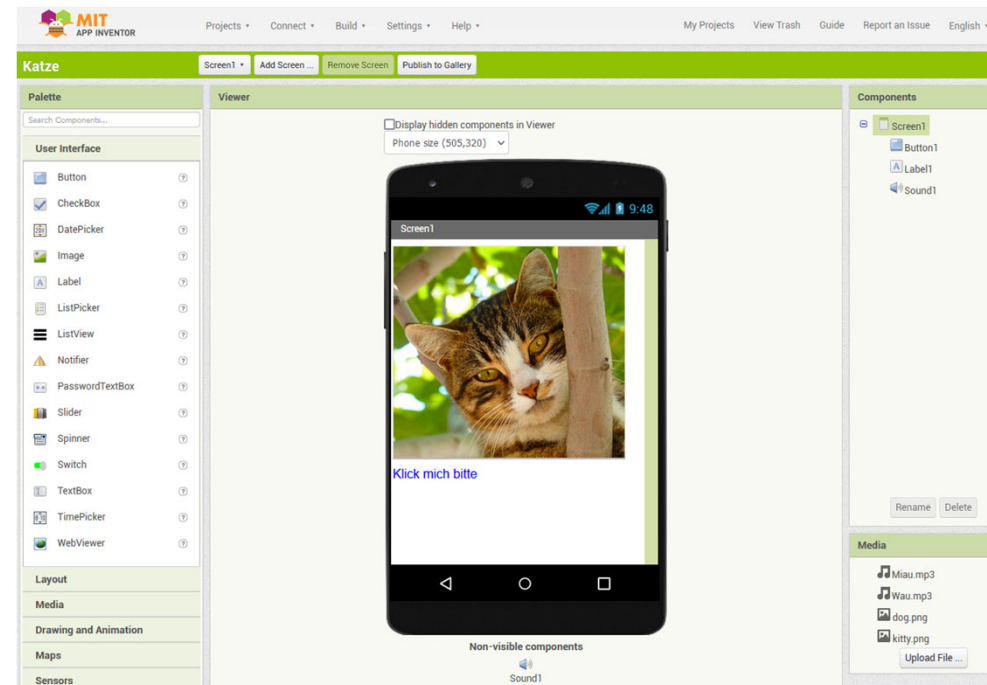 MIT
APP INVENTOR
Projects Connect Build Settings Help
My Projects View Trash Guide Report an Issue English
Katze
Screen1 Add Screen ... Remove Screen Publish to Gallery
Palette
Search Components...
User Interface
Button
CheckBox
DatePicker
Image
Label
ListPicker
ListView
Notifier
PasswordTextBox
Slider
Spinner
Switch
TextBox
TimePicker
WebViewer
Layout
Media
Drawing and Animation
Maps
Sensors
Viewer
Display hidden components in Viewer
Phone size (505,320)
9:48
Screen1
Klick mich bitte
Non-visible components
Sound1
Components
Screen1
Button1
Label1
Sound1
Rename Delete
Media
Miau.mp3
Wau.mp3
dog.png
kitty.png
Upload File ...